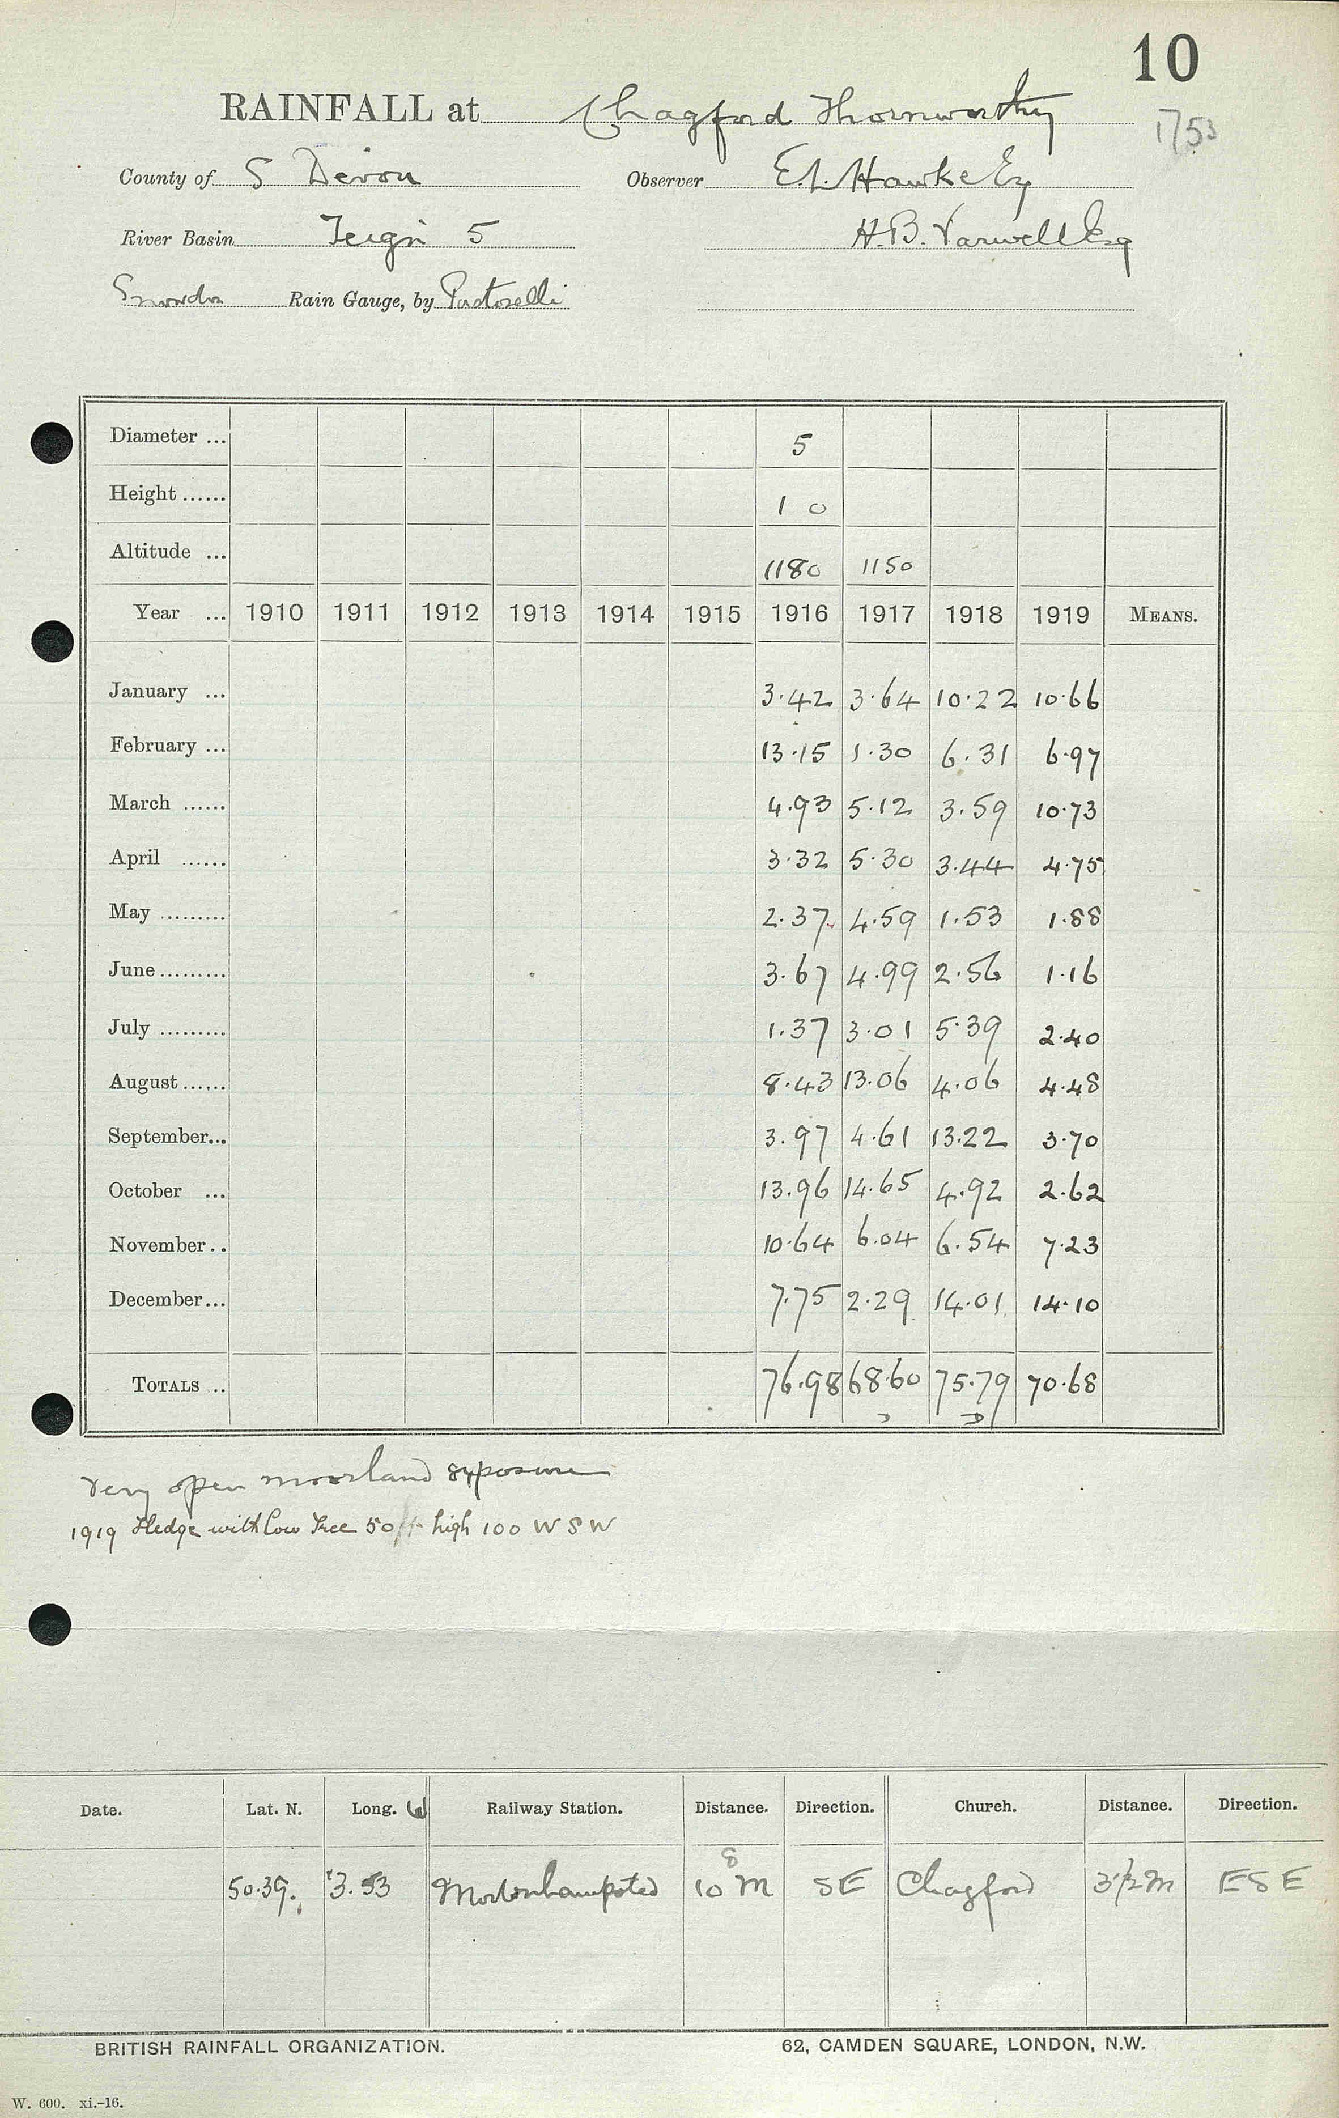 10
RAINFALL at Chagford Thornworthy
1753
County of S Devon Observer E.L. Hawke Esq
River Basin Teign 5 H.B. Varwell Esq
Snowdon Rain Gauge, by Pastorelli
Diameter ... 5
Height ...... 1 0
Altitude ... 1180 1150
Year ... 1910 1911 1912 1913 1914 1915 1916 1917 1918 1919 MEANS.
January ... 3.42 3.64 10.22 10.66
February ... 13.15 1.30 6.31 6.97
March ...... 4.93 5.12 3.59 10.73
April ...... 3.32 5.30 3.44 4.75
May ......... 2.37 4.59 1.53 1.88
June ......... 3.67 4.99 2.56 1.16
July ......... 1.37 3.01 5.39 2.40
August ...... 8.43 13.06 4.06 4.48
September... 3.97 4.61 13.22 3.70
October ... 13.96 14.65 4.92 2.62
November .. 10.64 6.04 6.54 7.23
December ... 7.75 2.29 14.01 14.10
TOTALS .. 76.98 68.60 75.79 70.68
Very open moorland exposure
1919 Hedge with low Tree 50 ft high 100 W S W
Date. Lat. N. Long. W Railway Station. Distance. Direction. Church. Distance. Direction.
8
50.39. 3.53 Mortonhampsted 10 M SE Chagford 3 1/2 m ESE
BRITISH RAINFALL ORGANIZATION. 62, CAMDEN SQUARE, LONDON, N.W.
W. 600. xi.-16.